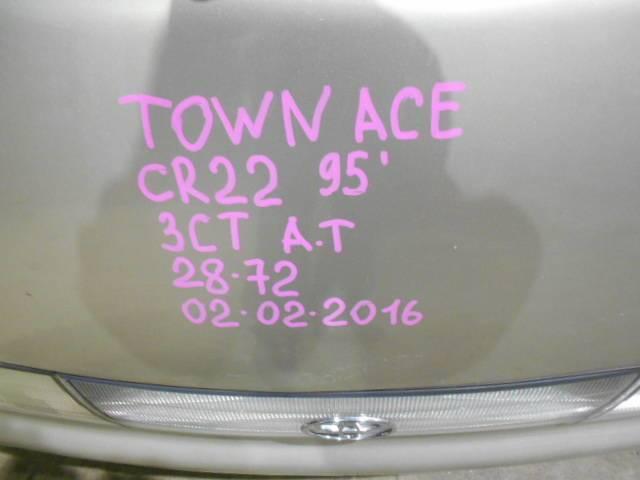 TOWN ACE
CR22 95'
3CT A.T
28-72
02-02-2016